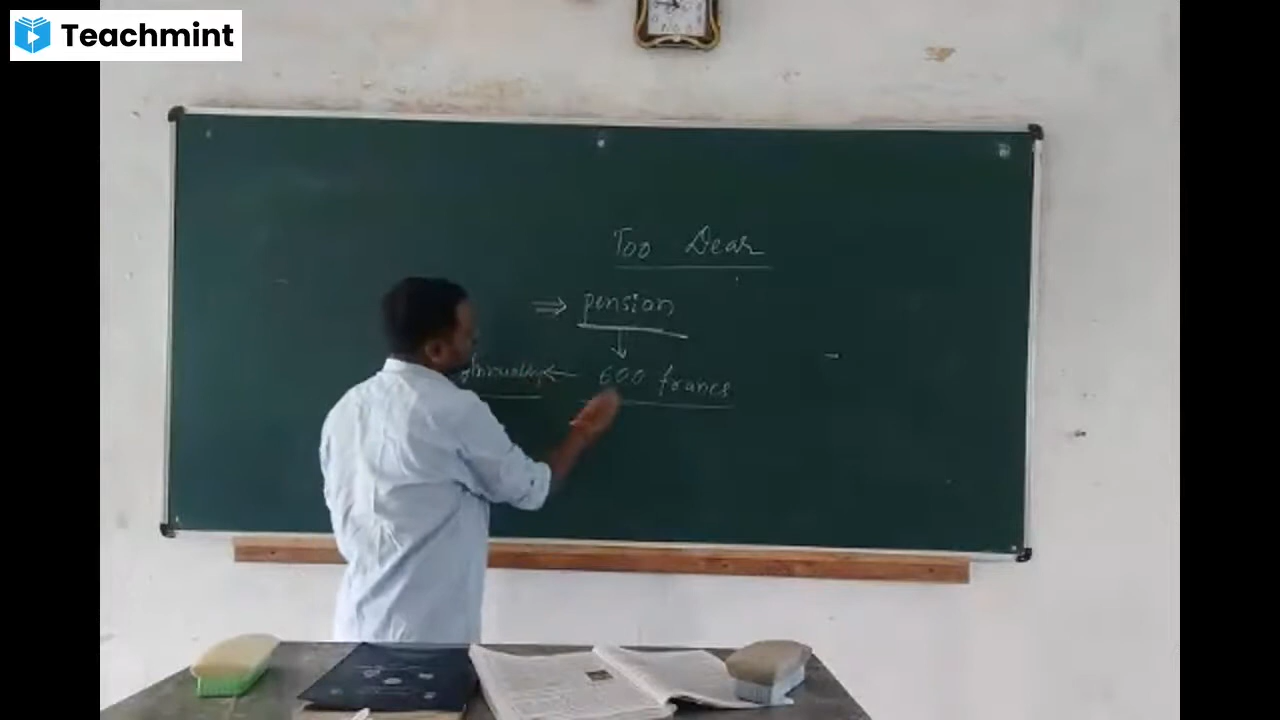 Teachmint
Too Dear
⇒ pension
↓
Annually ← 600 francs